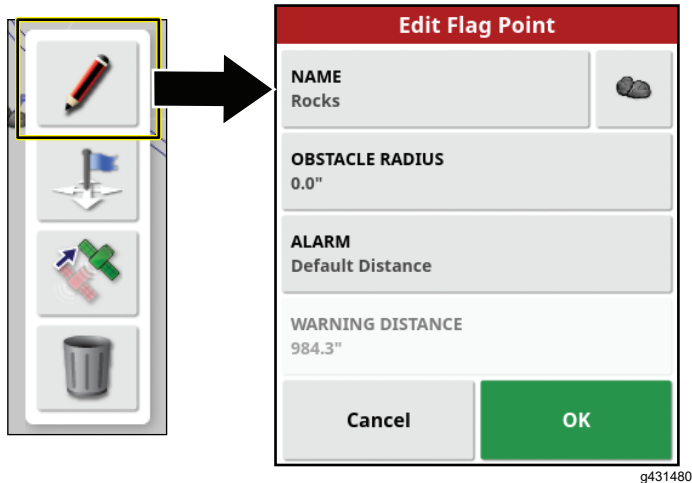 Edit Flag Point
NAME
Rocks
OBSTACLE RADIUS
0.0"
ALARM
Default Distance
WARNING DISTANCE
984.3"
Cancel
OK
g431480